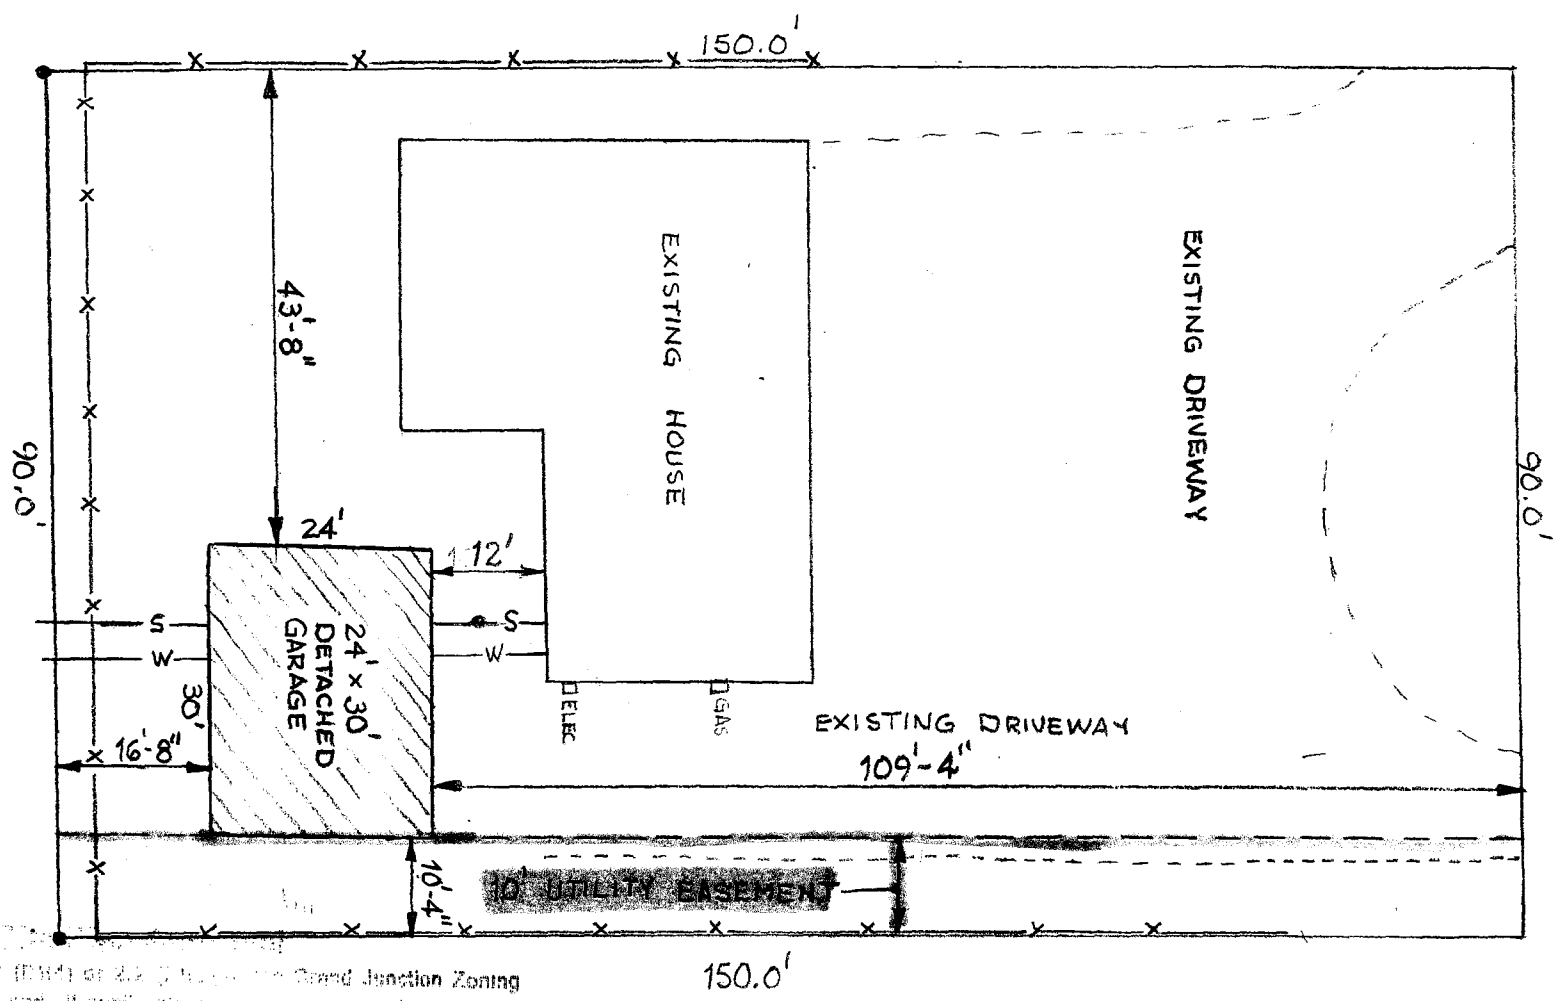 150.0'
43'-8"
EXISTING HOUSE
EXISTING DRIVEWAY
90.0'
90.0'
24'
12'
S
S
W
W
24' x 30'
DETACHED
GARAGE
30'
ELEC
GAS
EXISTING DRIVEWAY
16'-8"
109'-4"
10'-4"
10' UTILITY EASEMENT
150.0'
Grand Junction Zoning